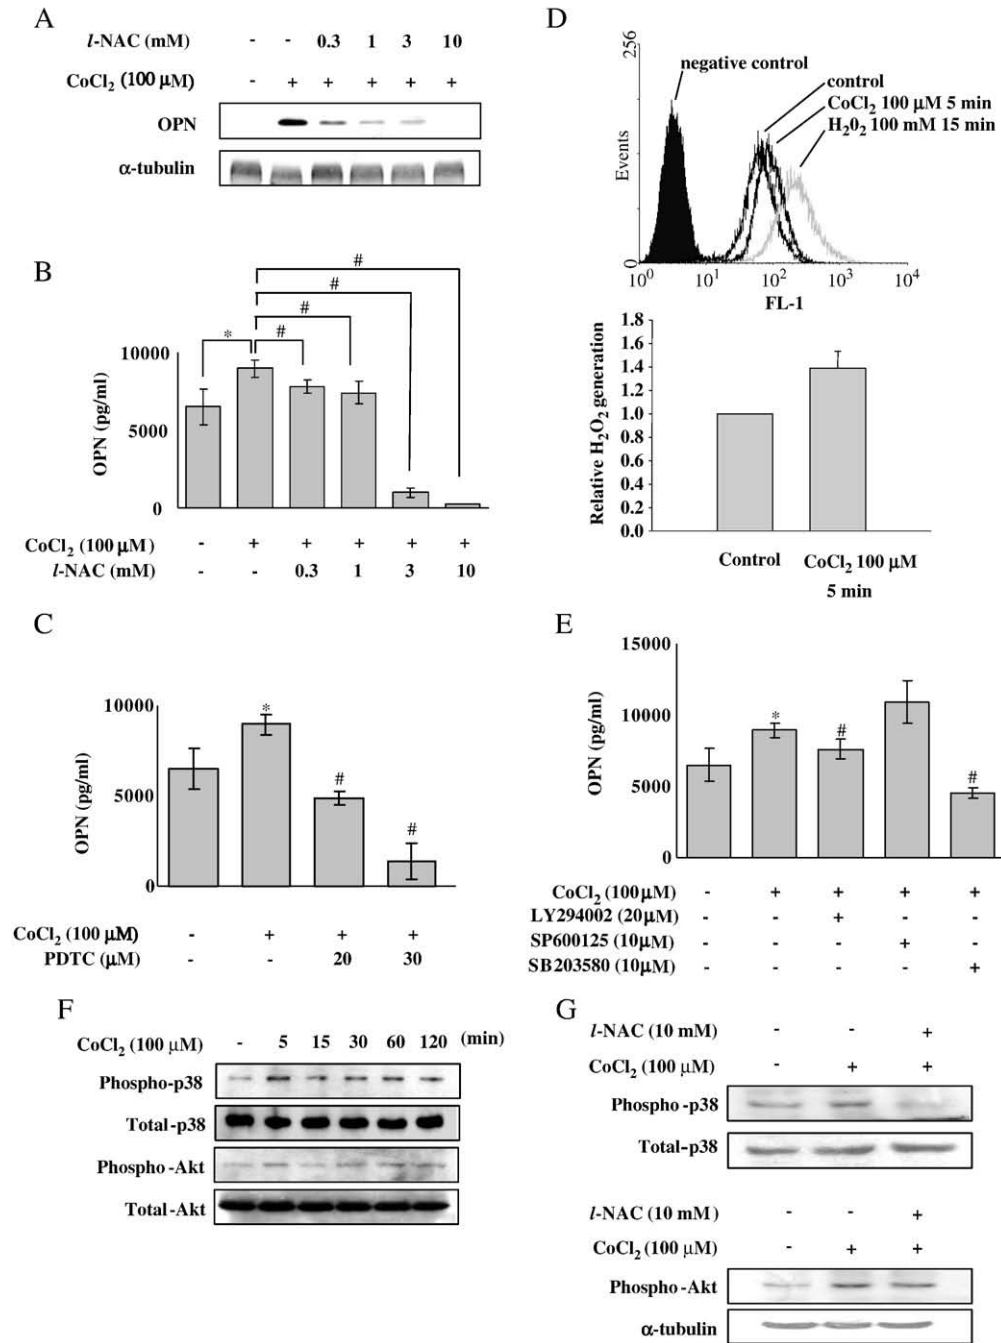 A
l-NAC (mM) - - 0.3 1 3 10
CoCl2 (100 μM) - + + + + +
OPN
α-tubulin
B
#
#
#
* #
10000
5000
0
OPN (pg/ml)
CoCl2 (100 μM) - + + + + +
l-NAC (mM) - - 0.3 1 3 10
C
10000
5000
0
OPN (pg/ml)
*
#
#
CoCl2 (100 μM) - + + +
PDTC (μM) - - 20 30
D
256
Events
0
negative control
control
CoCl2 100 μM 5 min
H2O2 100 mM 15 min
10^0 10^1 10^2 10^3 10^4
FL-1
Relative H2O2 generation
1.8
1.6
1.4
1.2
1.0
0.8
0.6
0.4
0.2
0.0
Control CoCl2 100 μM
5 min
E
15000
10000
5000
0
OPN (pg/ml)
*
#
#
CoCl2 (100μM) - + + + +
LY294002 (20μM) - - + - -
SP600125 (10μM) - - - + -
SB203580 (10μM) - - - - +
F
CoCl2 (100 μM) - 5 15 30 60 120 (min)
Phospho-p38
Total-p38
Phospho-Akt
Total-Akt
G
l-NAC (10 mM) - - +
CoCl2 (100 μM) - + +
Phospho-p38
Total-p38
l-NAC (10 mM) - - +
CoCl2 (100 μM) - + +
Phospho-Akt
α-tubulin